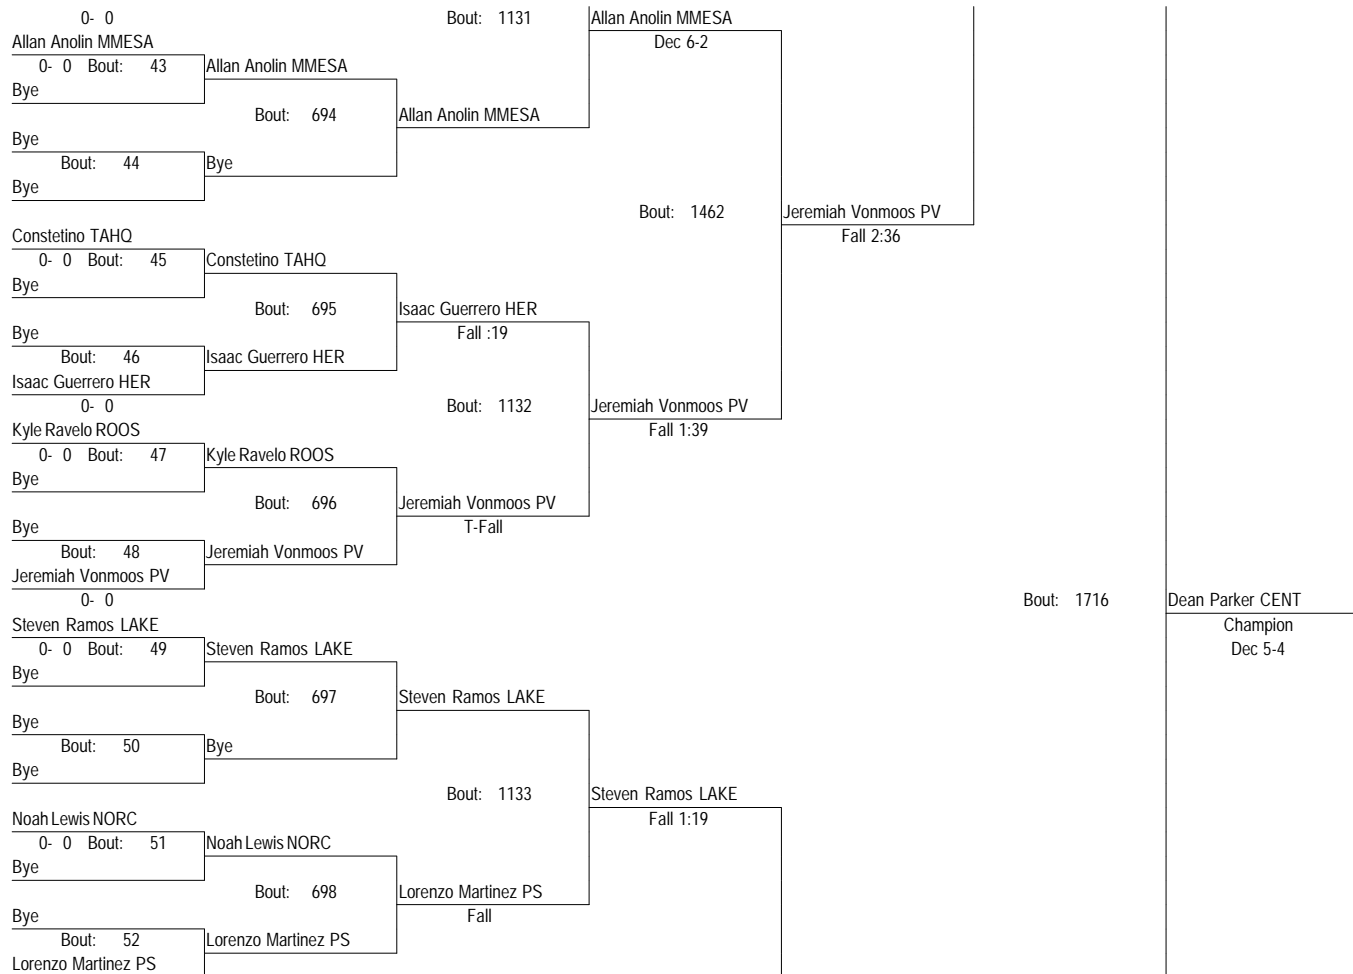 0- 0 Bout: 1131 Allan Anolin MMESA
Allan Anolin MMESA Dec 6-2
0- 0 Bout: 43 Allan Anolin MMESA
Bye
Bout: 694 Allan Anolin MMESA
Bye
Bout: 44 Bye
Bye
Bout: 1462 Jeremiah Vonmoos PV
Constetino TAHQ Fall 2:36
0- 0 Bout: 45 Constetino TAHQ
Bye
Bout: 695 Isaac Guerrero HER
Bye Fall :19
Bout: 46 Isaac Guerrero HER
Isaac Guerrero HER
0- 0 Bout: 1132 Jeremiah Vonmoos PV
Kyle Ravelo ROOS Fall 1:39
0- 0 Bout: 47 Kyle Ravelo ROOS
Bye
Bout: 696 Jeremiah Vonmoos PV
Bye T-Fall
Bout: 48 Jeremiah Vonmoos PV
Jeremiah Vonmoos PV
0- 0 Bout: 1716 Dean Parker CENT
Steven Ramos LAKE Champion
0- 0 Bout: 49 Steven Ramos LAKE Dec 5-4
Bye
Bout: 697 Steven Ramos LAKE
Bye
Bout: 50 Bye
Bye
Bout: 1133 Steven Ramos LAKE
Noah Lewis NORC Fall 1:19
0- 0 Bout: 51 Noah Lewis NORC
Bye
Bout: 698 Lorenzo Martinez PS
Bye Fall
Bout: 52 Lorenzo Martinez PS
Lorenzo Martinez PS